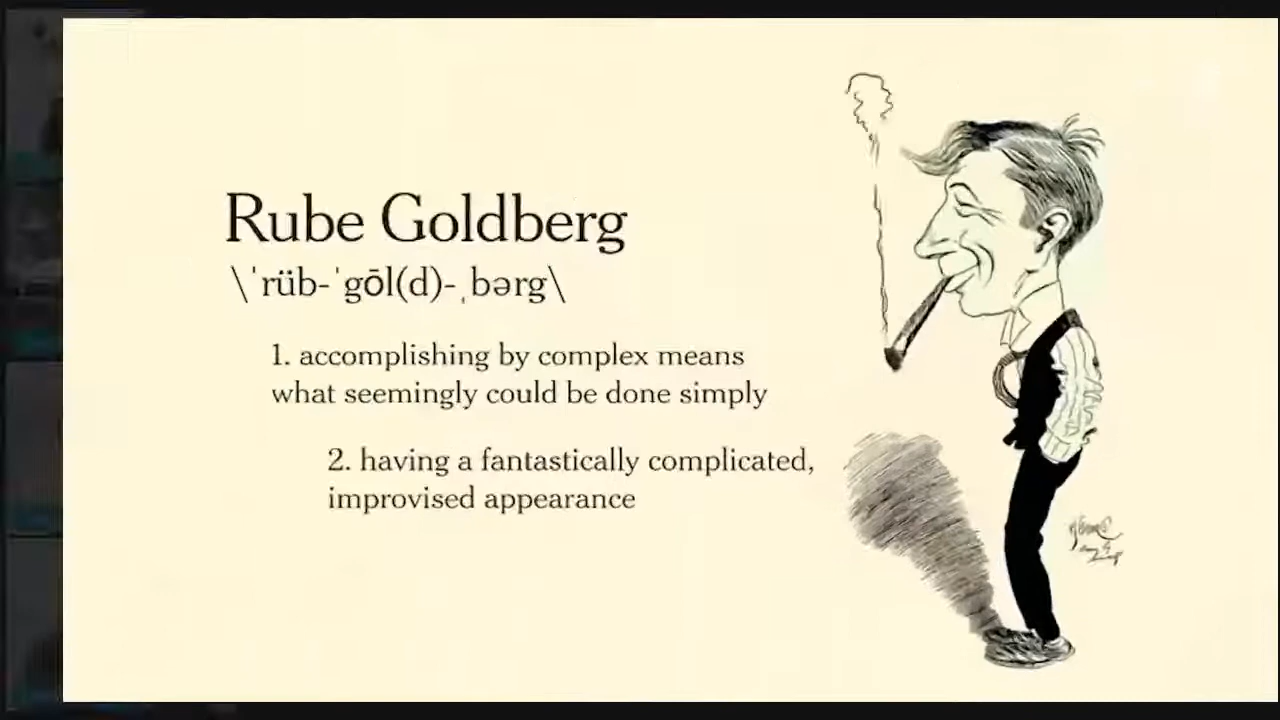 Rube Goldberg
\ˈrüb-ˈgōl(d)-ˌbərg\
1. accomplishing by complex means
what seemingly could be done simply
2. having a fantastically complicated,
improvised appearance